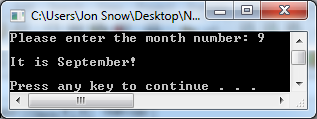 C:\Users\Jon Snow\Desktop\N...
Please enter the month number: 9
It is September!
Press any key to continue . . .